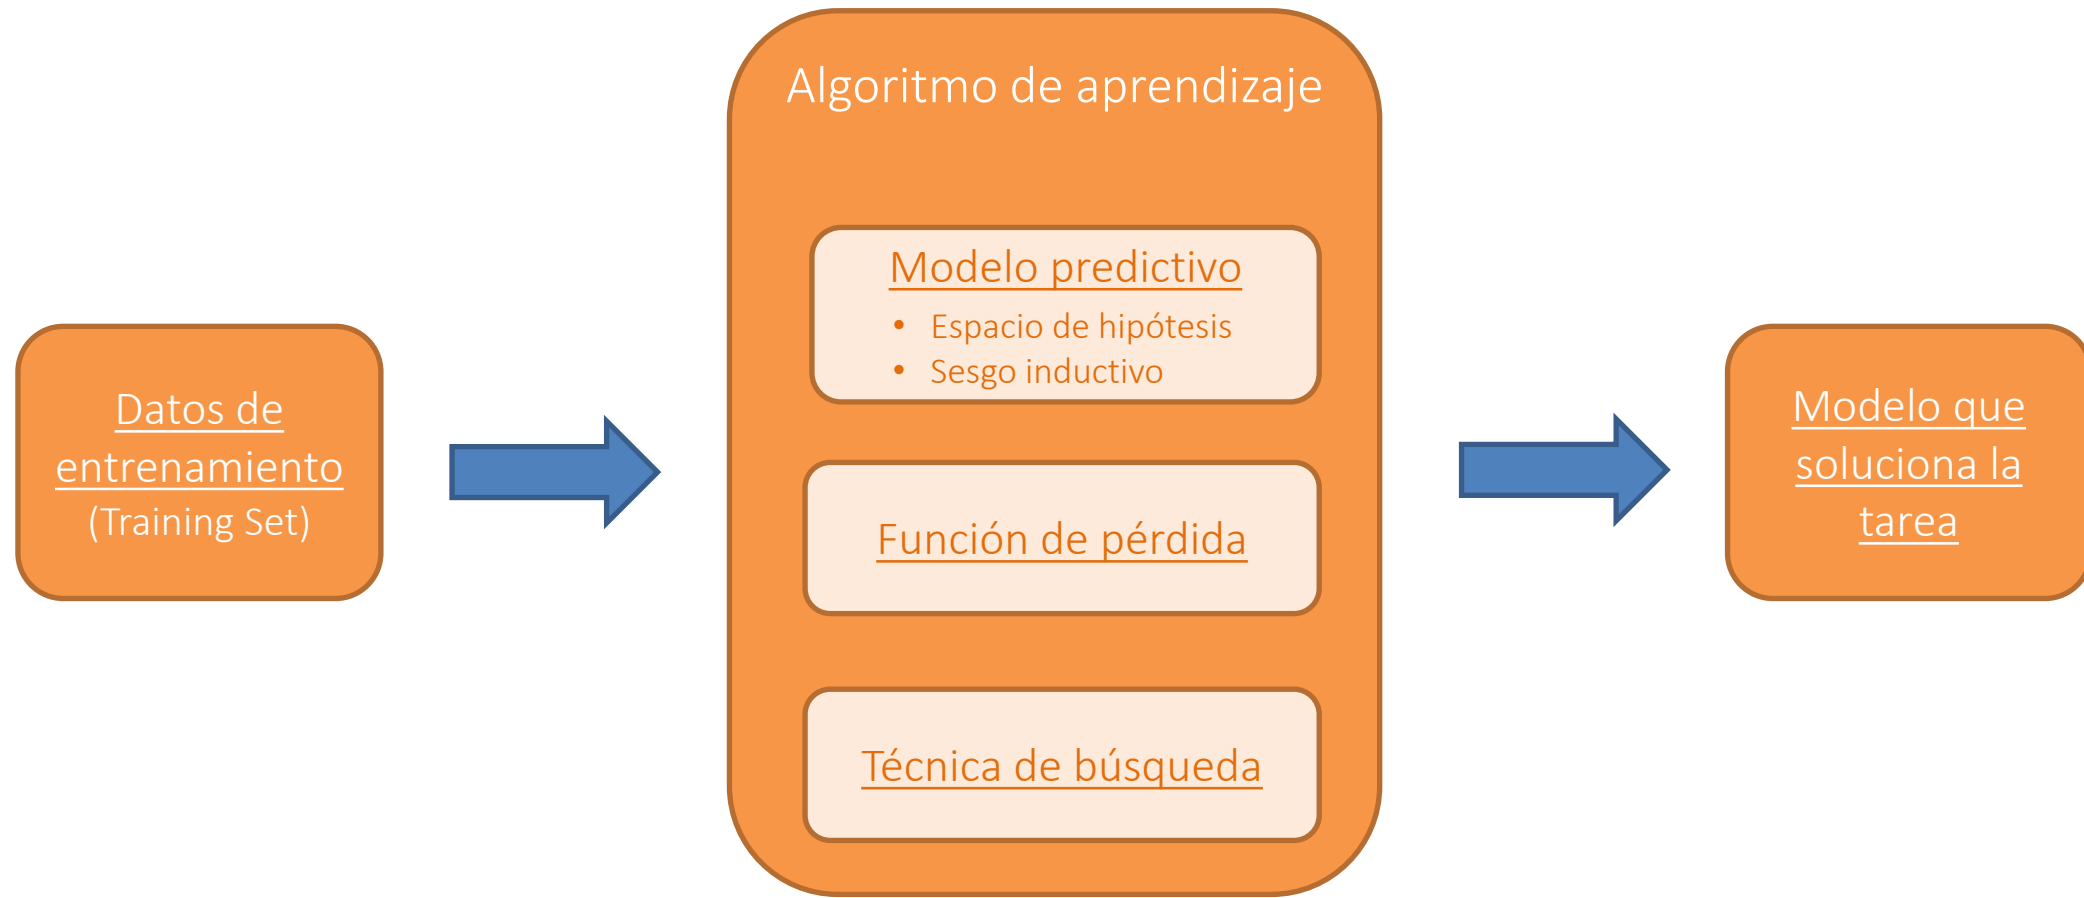 Algoritmo de aprendizaje
Modelo predictivo
• Espacio de hipótesis
• Sesgo inductivo
Datos de
entrenamiento
(Training Set)
Función de pérdida
Técnica de búsqueda
Modelo que
soluciona la
tarea